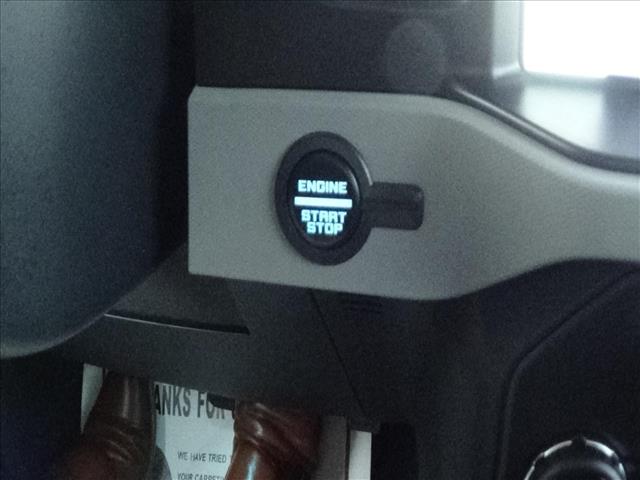 ENGINE
START
STOP
ANKS FOR
WE HAVE TRIED T
YOUR CARPET